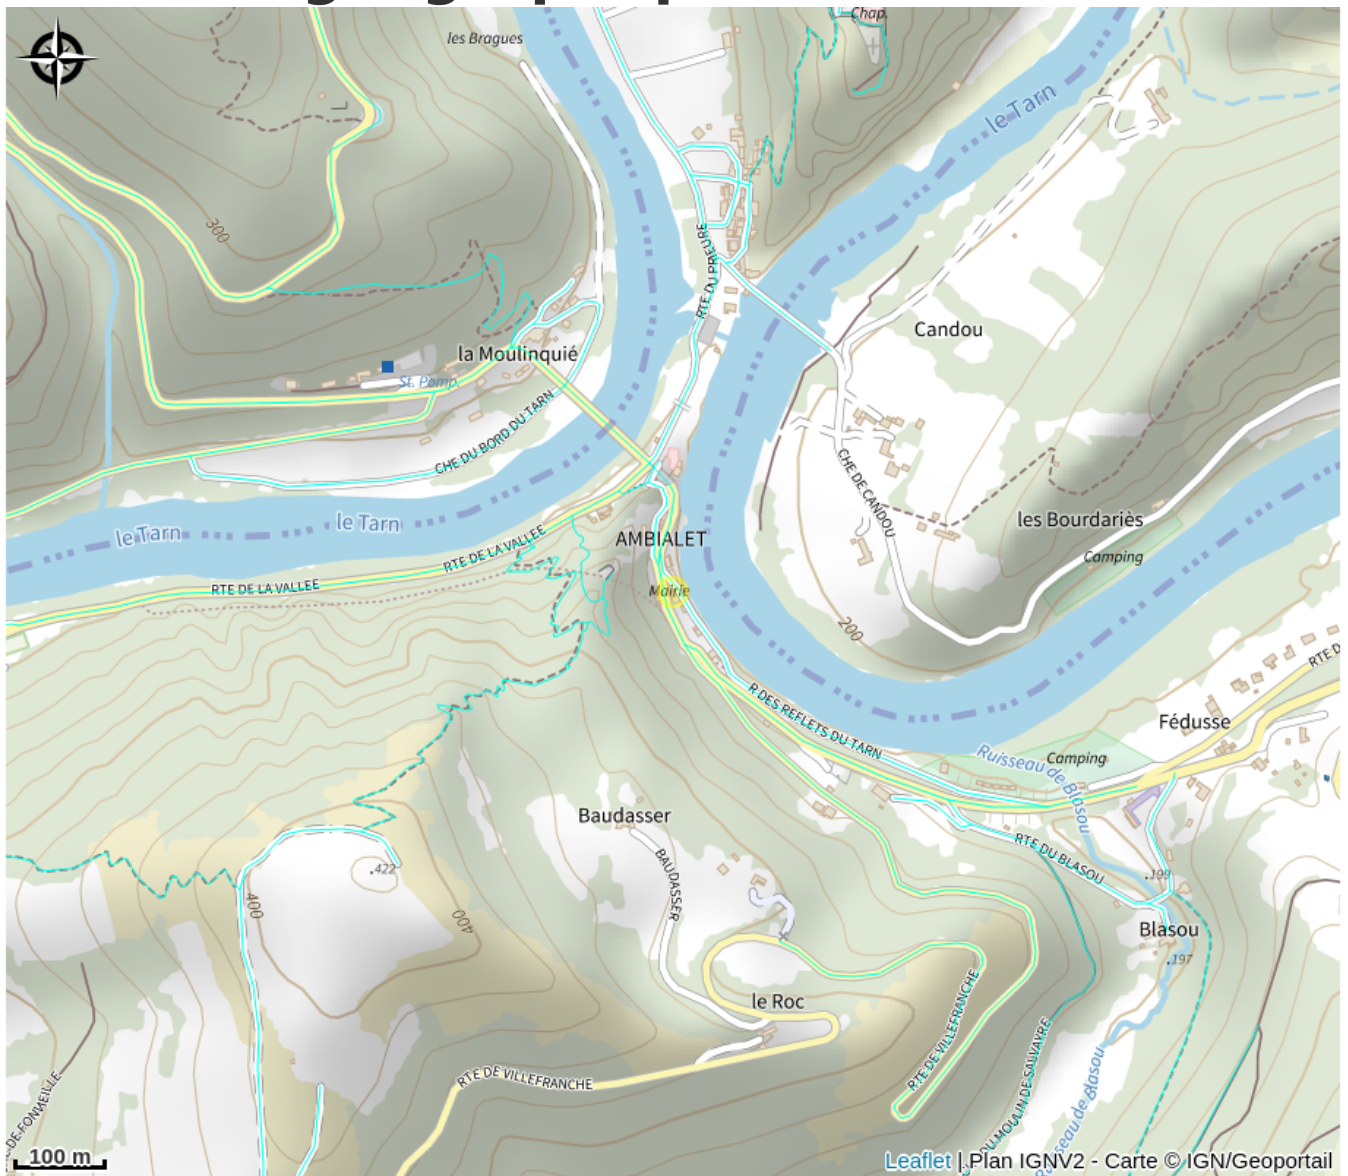 Chap.
les Bragues
le Tarn
300
RTE DU PRIEURE
Candou
la Moulinquié
St. Pomp.
CHE DU BORD DU TARN
CHE DE CANDOU
les Bourdariès
Camping
le Tarn
le Tarn
AMBIALET
RTE DE LA VALLEE
RTE DE LA VALLEE
Mairie
200
RTE D
R DES REFLETS DU TARN
Fédusse
Camping
Ruisseau de Blasou
Baudasser
BAUDASSER
RTE DU BLASOU
.422
.199
400
400
Blasou
.197
le Roc
RTE DE VILLEFRANCHE
RTE DE VILLEFRANCHE
DU MOULIN DE SAUVAYRE
Ruisseau de Blasou
DE FONVIEILLE
100 m
Leaflet | Plan IGNV2 - Carte © IGN/Geoportail